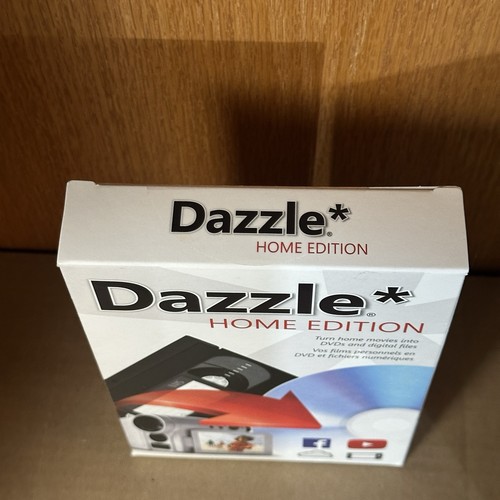 Dazzle*®
HOME EDITION
Dazzle*®
HOME EDITION
Turn home movies into
DVDs and digital files
Vos films personnels en
DVD et fichiers numériques